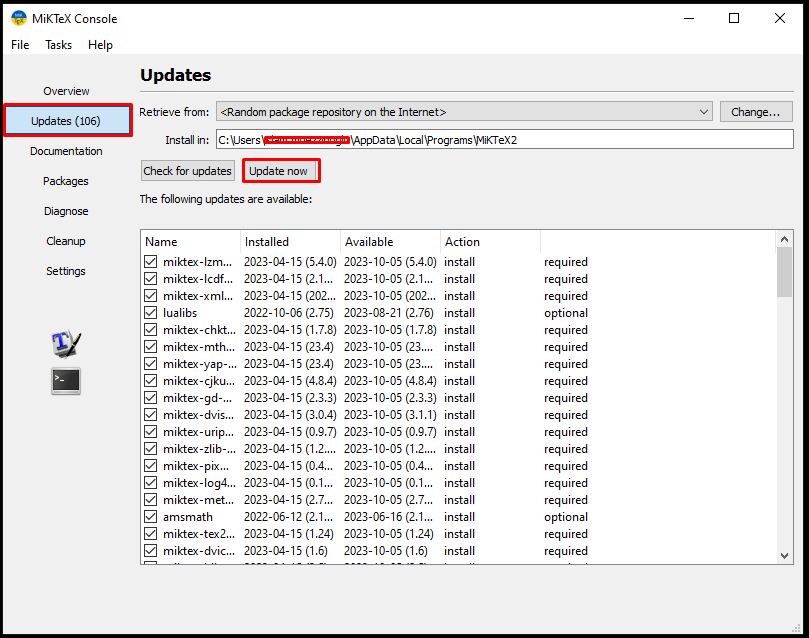 MiKTeX Console
File Tasks Help
Updates
Overview
Updates (106)
Documentation
Packages
Diagnose
Cleanup
Settings
Retrieve from: <Random package repository on the Internet> Change...
Install in: C:\Users\ \AppData\Local\Programs\MiKTeX2
Check for updates Update now
The following updates are available:
Name Installed Available Action
miktex-lzm... 2023-04-15 (5.4.0) 2023-10-05 (5.4.0) install required
miktex-lcdf... 2023-04-15 (2.1... 2023-10-05 (2.1... install required
miktex-xml... 2023-04-15 (202... 2023-10-05 (202... install required
lualibs 2022-10-06 (2.75) 2023-08-21 (2.76) install optional
miktex-chkt... 2023-04-15 (1.7.8) 2023-10-05 (1.7.8) install required
miktex-mth... 2023-04-15 (23.4) 2023-10-05 (23.... install required
miktex-yap-... 2023-04-15 (23.4) 2023-10-05 (23.... install required
miktex-cjku... 2023-04-15 (4.8.4) 2023-10-05 (4.8.4) install required
miktex-gd-... 2023-04-15 (2.3.3) 2023-10-05 (2.3.3) install required
miktex-dvis... 2023-04-15 (3.0.4) 2023-10-05 (3.1.1) install required
miktex-urip... 2023-04-15 (0.9.7) 2023-10-05 (0.9.7) install required
miktex-zlib-... 2023-04-15 (1.2.... 2023-10-05 (1.2.... install required
miktex-pix... 2023-04-15 (0.4... 2023-10-05 (0.4... install required
miktex-log4... 2023-04-15 (0.1... 2023-10-05 (0.1... install required
miktex-met... 2023-04-15 (2.7... 2023-10-05 (2.7... install required
amsmath 2022-06-12 (2.1... 2023-06-16 (2.1... install optional
miktex-tex2... 2023-04-15 (1.24) 2023-10-05 (1.24) install required
miktex-dvic... 2023-04-15 (1.6) 2023-10-05 (1.6) install required